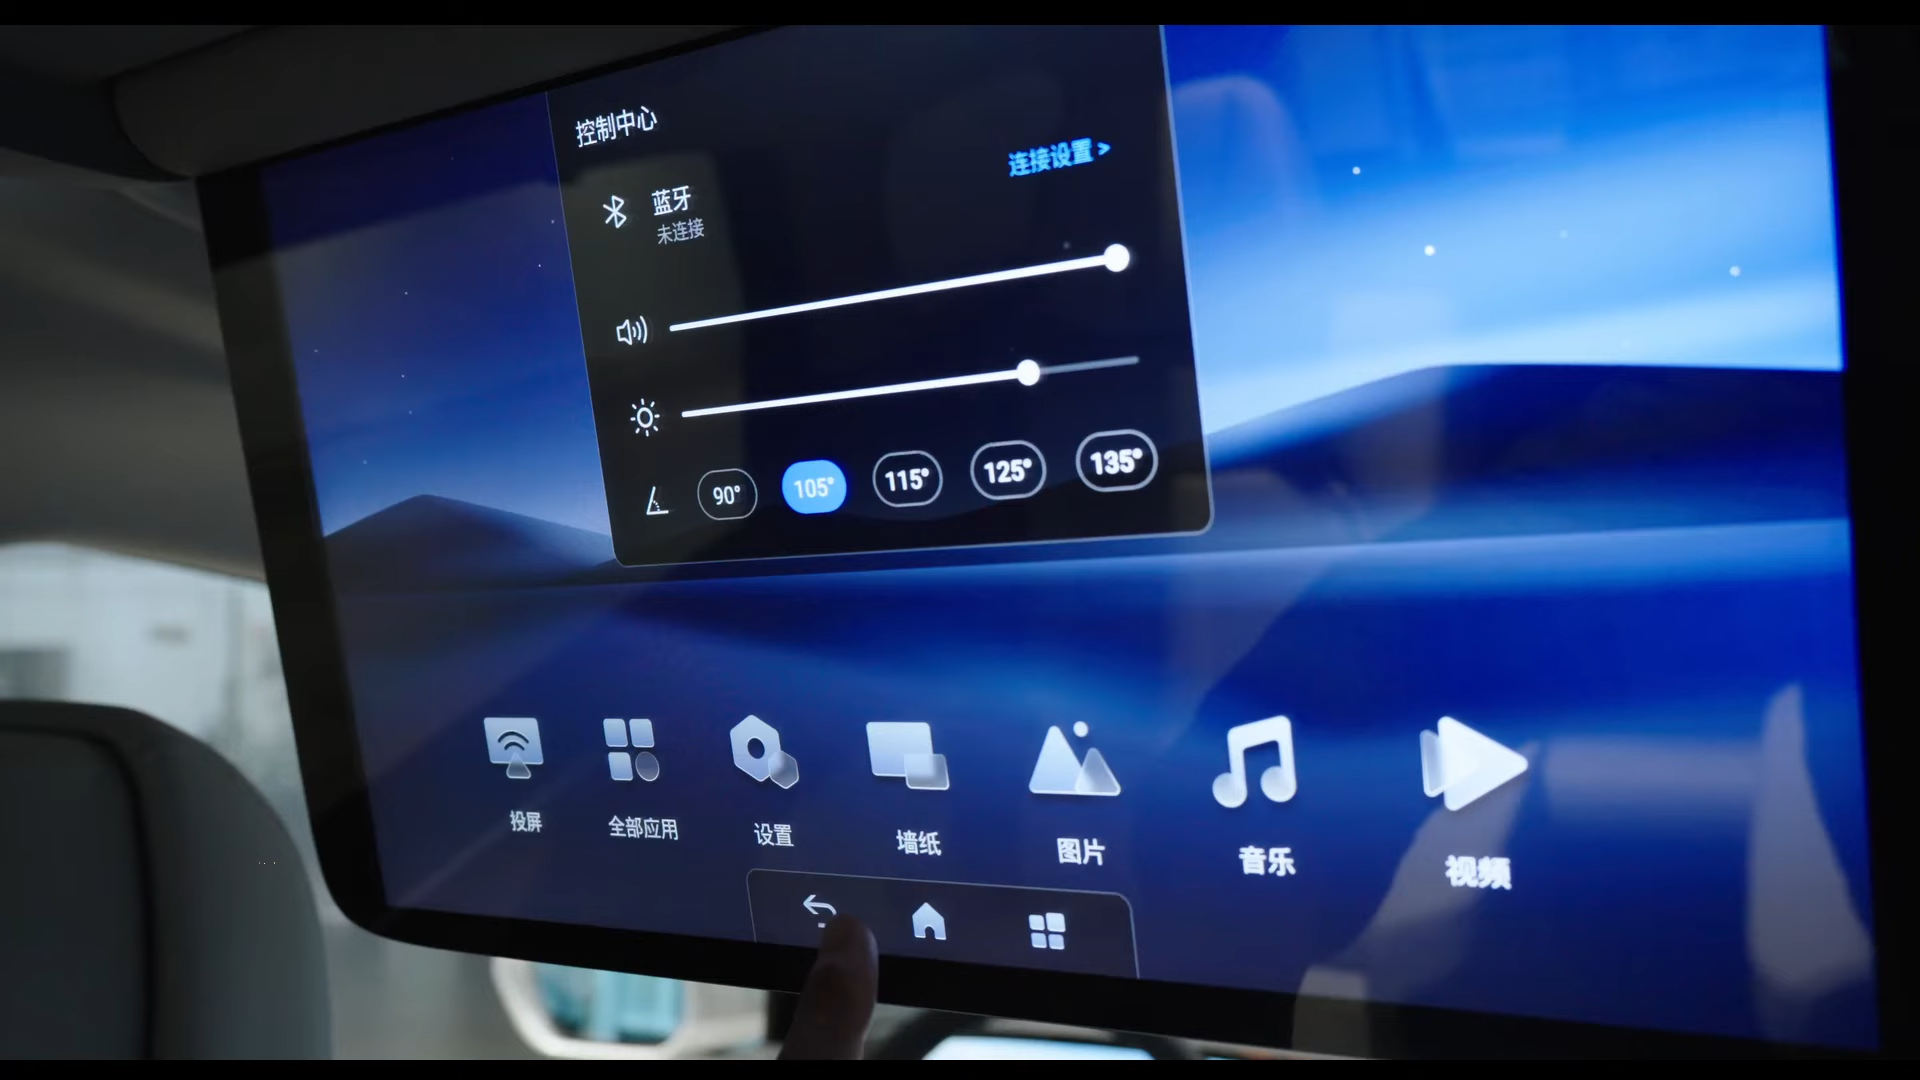 控制中心
连接设置 >
蓝牙
未连接
90°
105°
115°
125°
135°
投屏
全部应用
设置
墙纸
图片
音乐
视频